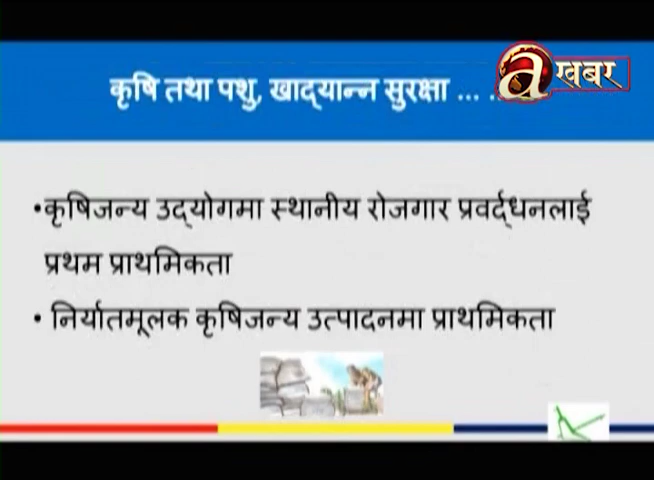 a खबर
कृषि तथा पशु, खाद्यान्न सुरक्षा ... ..
•कृषिजन्य उद्योगमा स्थानीय रोजगार प्रवर्द्धनलाई
प्रथम प्राथमिकता
• निर्यातमूलक कृषिजन्य उत्पादनमा प्राथमिकता